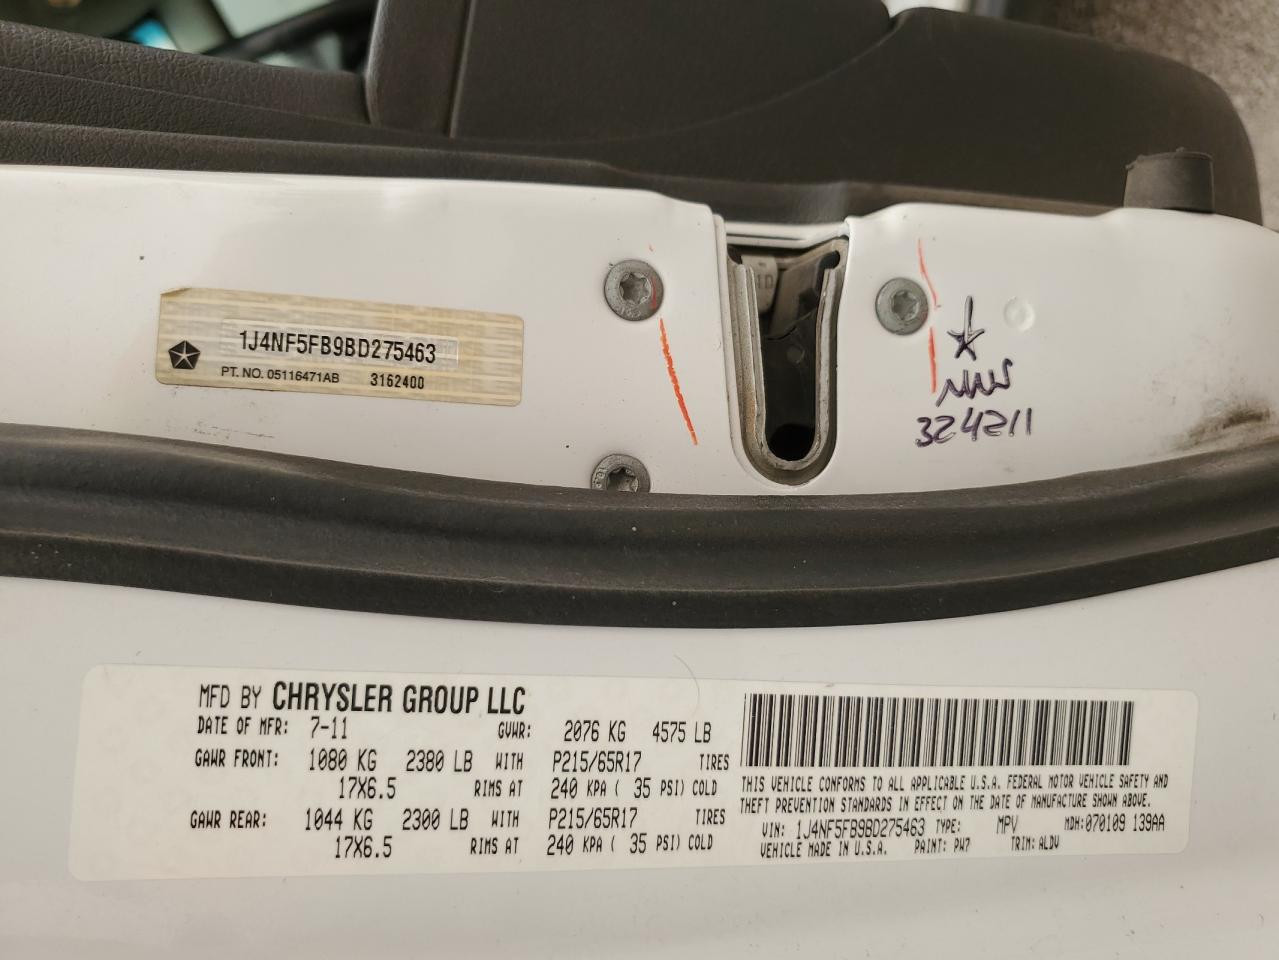 1J4NF5FB9BD275463
PT. NO. 05116471AB 3162400
324211
MFD BY CHRYSLER GROUP LLC
DATE OF MFR: 7-11 GVWR: 2076 KG 4575 LB
GAWR FRONT: 1080 KG 2380 LB WITH P215/65R17 TIRES
17X6.5 RIMS AT 240 KPA ( 35 PSI) COLD
GAWR REAR: 1044 KG 2300 LB WITH P215/65R17 TIRES
17X6.5 RIMS AT 240 KPA ( 35 PSI) COLD
THIS VEHICLE CONFORMS TO ALL APPLICABLE U.S.A. FEDERAL MOTOR VEHICLE SAFETY AND
THEFT PREVENTION STANDARDS IN EFFECT ON THE DATE OF MANUFACTURE SHOWN ABOVE.
VIN: 1J4NF5FB9BD275463 TYPE: MPV MDH:070109 139AA
VEHICLE MADE IN U.S.A. PAINT: PW7 TRIM: ALDV